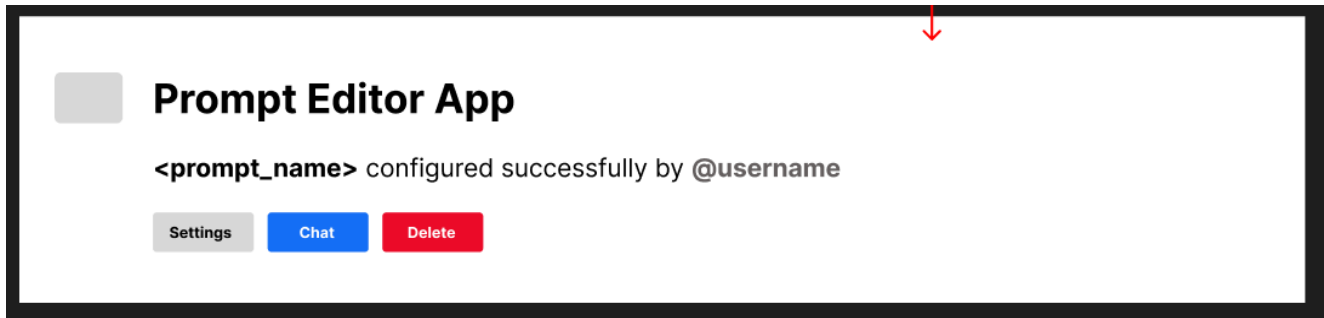 Prompt Editor App
<prompt_name> configured successfully by @username
Settings Chat Delete